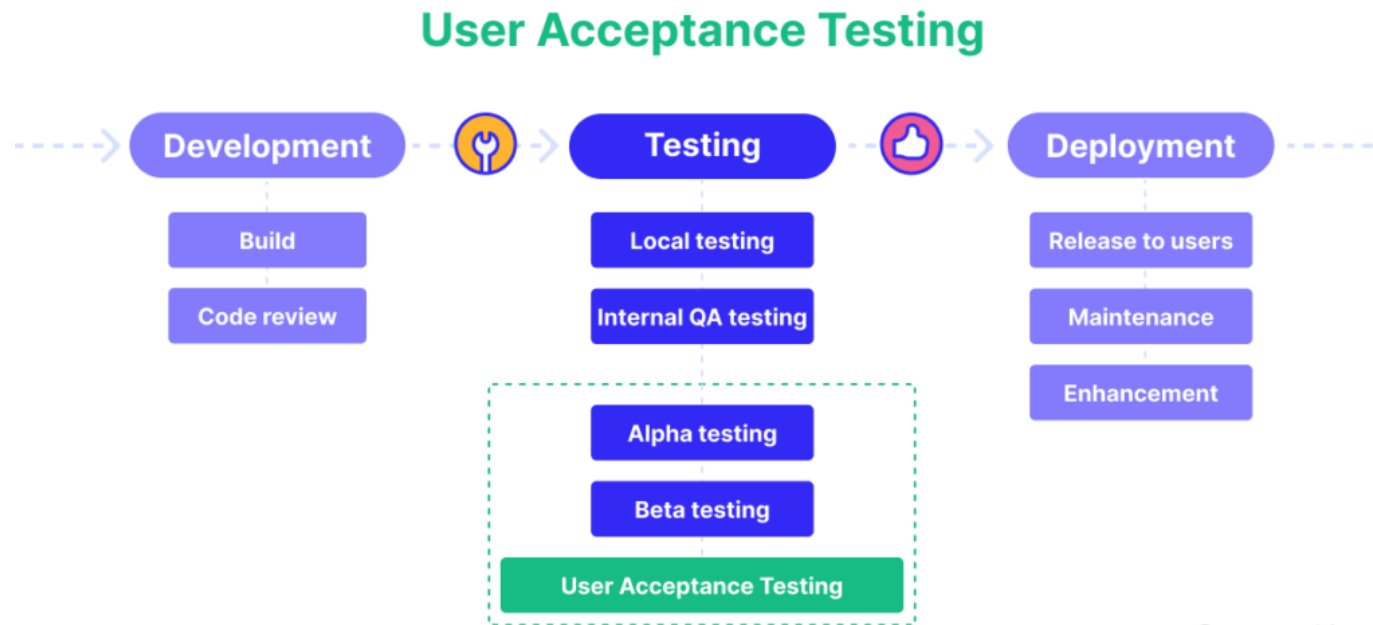 User Acceptance Testing
Development
Testing
Deployment
Build
Code review
Local testing
Internal QA testing
Alpha testing
Beta testing
User Acceptance Testing
Release to users
Maintenance
Enhancement